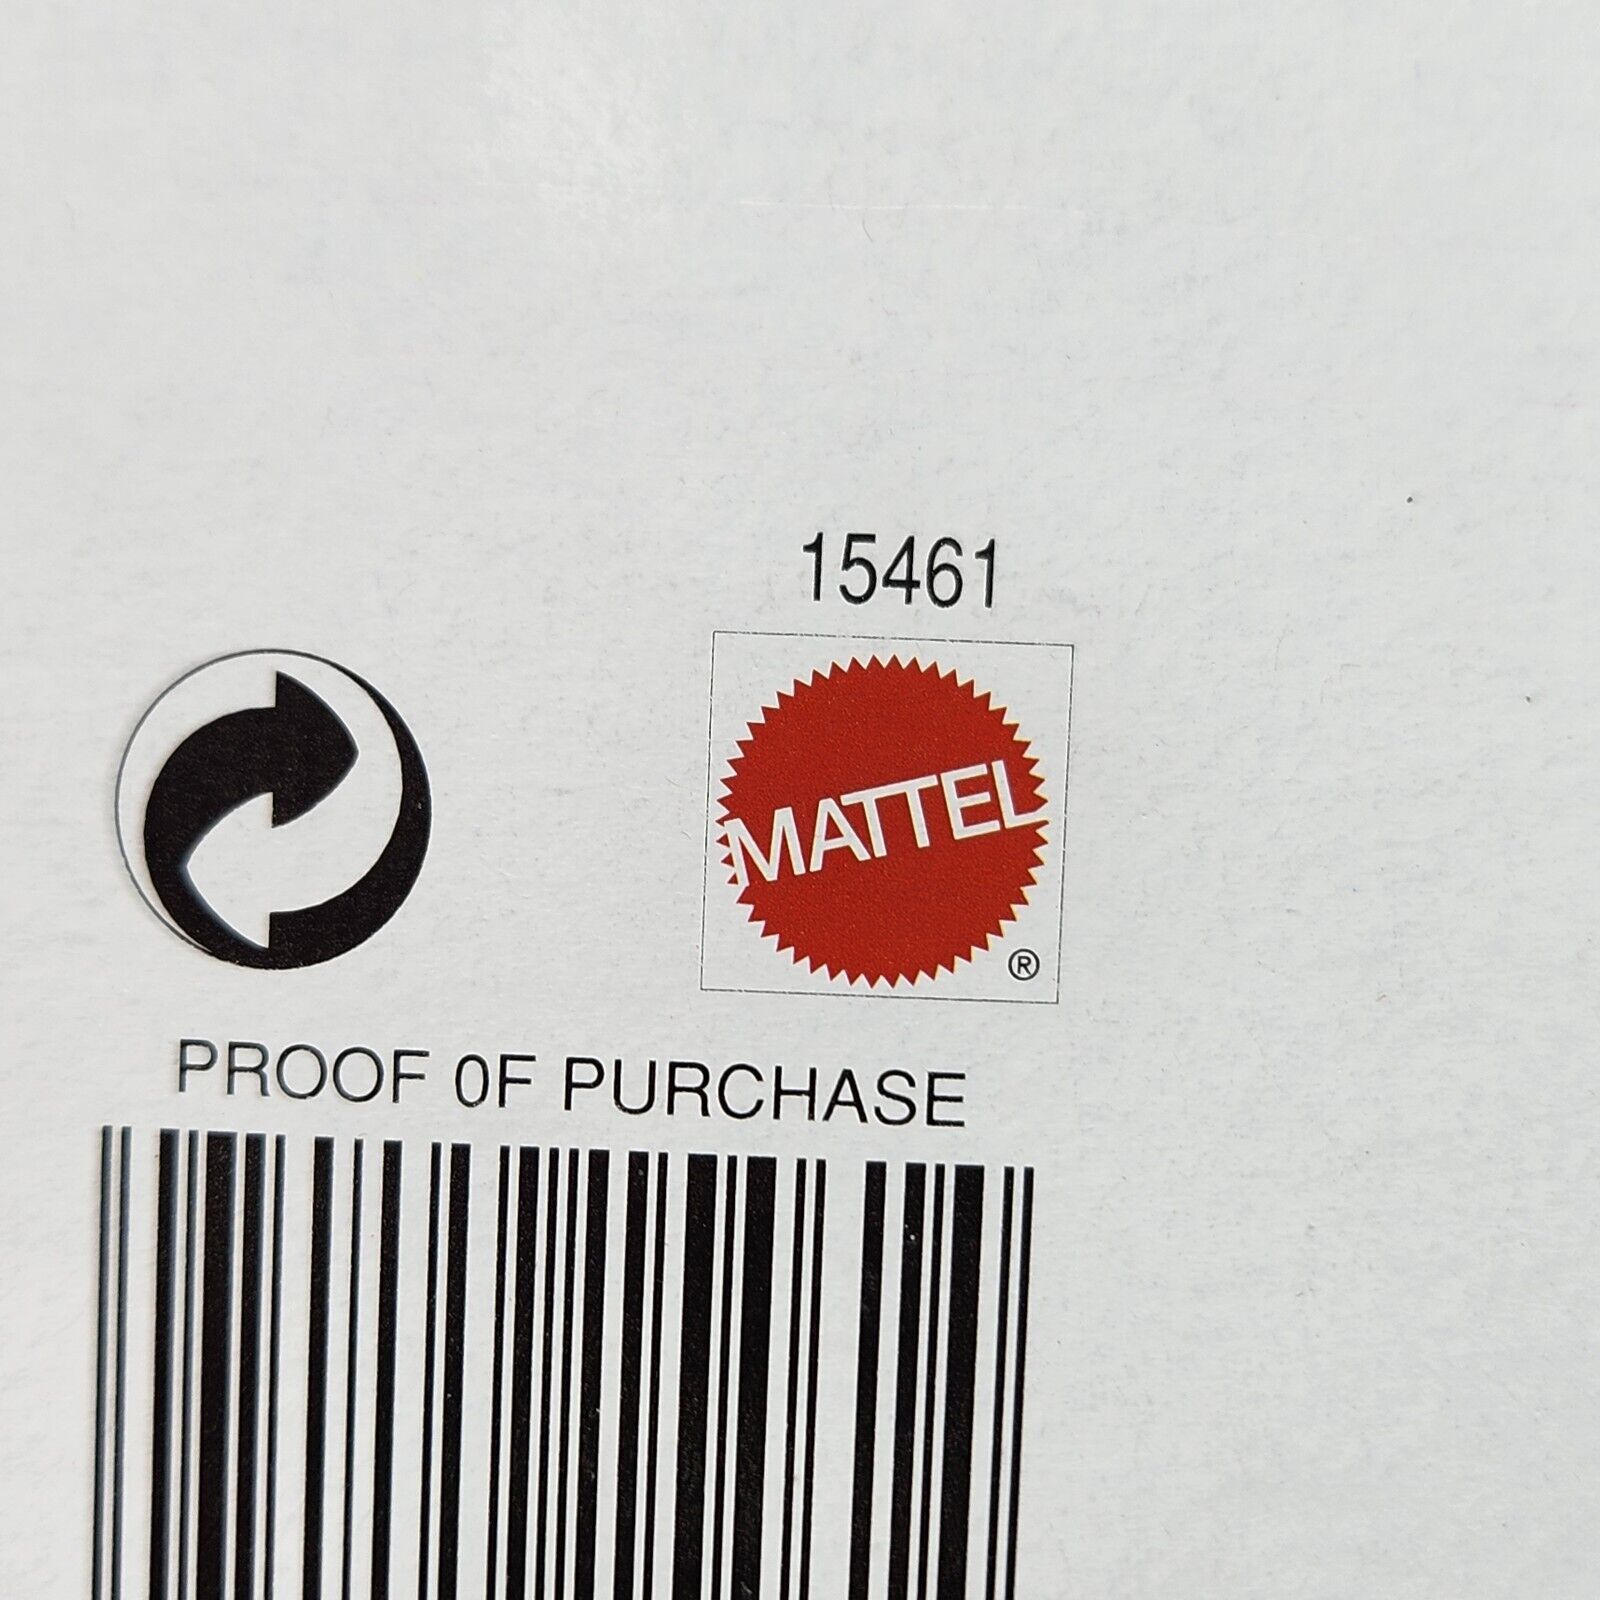 15461
MATTEL
®
PROOF 0F PURCHASE